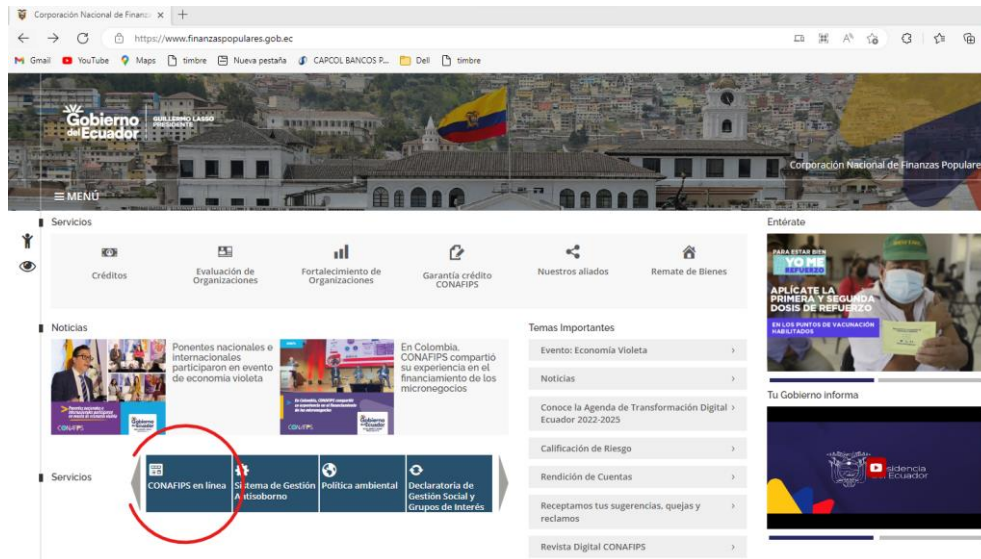 Corporación Nacional de Finanz
https://www.finanzaspopulares.gob.ec
Gmail
YouTube
Maps
timbre
Nueva pestaña
CAPCOL BANCOS P...
Dell
timbre
Gobierno
del Ecuador
GUILLERMO LASSO
PRESIDENTE
Corporación Nacional de Finanzas Populare
MENÚ
Servicios
Créditos
Evaluación de
Organizaciones
Fortalecimiento de
Organizaciones
Garantía crédito
CONAFIPS
Nuestros aliados
Remate de Bienes
Entérate
PARA ESTAR BIEN
YO ME
REFUERZO
APLÍCATE LA
PRIMERA Y SEGUNDA
DOSIS DE REFUERZO
EN LOS PUNTOS DE VACUNACIÓN
HABILITADOS
Noticias
Ponentes nacionales e
internacionales
participaron en evento
de economía violeta
En Colombia,
CONAFIPS compartió
su experiencia en el
financiamiento de los
micronegocios
Temas Importantes
Evento: Economía Violeta
Noticias
Conoce la Agenda de Transformación Digital
Ecuador 2022-2025
Calificación de Riesgo
Rendición de Cuentas
Receptamos tus sugerencias, quejas y
reclamos
Revista Digital CONAFIPS
Tu Gobierno informa
Servicios
CONAFIPS en línea
Sistema de Gestión
Antisoborno
Política ambiental
Declaratoria de
Gestión Social y
Grupos de Interés